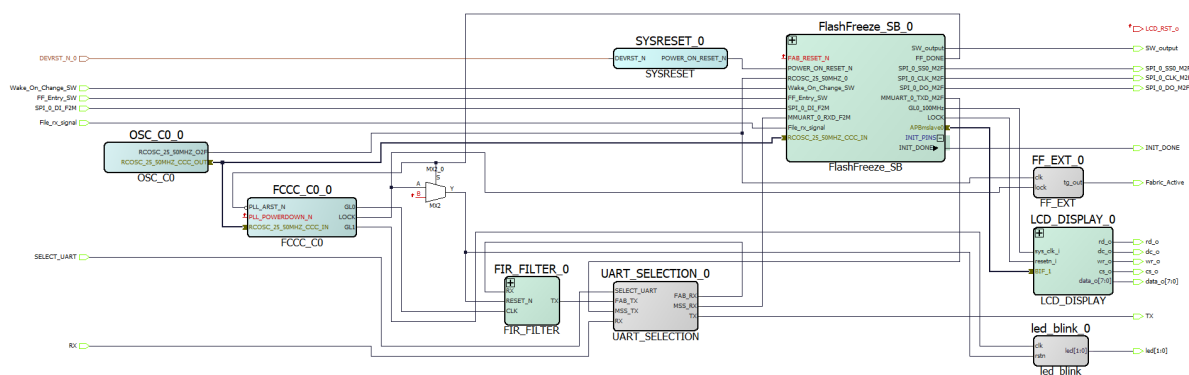 FlashFreeze_SB_0
SW_output
FAB_RESET_N
FF_DONE
POWER_ON_RESET_N
SPI_0_SS0_M2F
RCOSC_25_50MHZ_0
SPI_0_CLK_M2F
Wake_On_Change_SW
SPI_0_DO_M2F
FF_Entry_SW
MMUART_0_TXD_M2F
SPI_0_DI_F2M
GL0_100MHz
MMUART_0_RXD_F2M
LOCK
File_rx_signal
APBmslave0
RCOSC_25_50MHZ_CCC_IN
INIT_PINS
INIT_DONE
FlashFreeze_SB
SYSRESET_0
DEVRST_N
POWER_ON_RESET_N
SYSRESET
DEVRST_N_0
Wake_On_Change_SW
FF_Entry_SW
SPI_0_DI_F2M
File_rx_signal
SELECT_UART
RX
OSC_C0_0
RCOSC_25_50MHZ_O2F
RCOSC_25_50MHZ_CCC_OUT
OSC_C0
FCCC_C0_0
PLL_ARST_N
GL0
PLL_POWERDOWN_N
LOCK
RCOSC_25_50MHZ_CCC_IN
GL1
FCCC_C0
MX2_0
S
A
B
Y
MX2
FIR_FILTER_0
RX
RESET_N
TX
CLK
FIR_FILTER
UART_SELECTION_0
SELECT_UART
FAB_RX
FAB_TX
MSS_RX
MSS_TX
TX
RX
UART_SELECTION
FF_EXT_0
clk
tg_out
lock
FF_EXT
LCD_DISPLAY_0
rd_o
sys_clk_i
dc_o
resetn_i
wr_o
BIF_1
cs_o
data_o[7:0]
LCD_DISPLAY
led_blink_0
clk
led[1:0]
rstn
led_blink
LCD_RST_o
SW_output
SPI_0_SS0_M2F
SPI_0_CLK_M2F
SPI_0_DO_M2F
INIT_DONE
Fabric_Active
rd_o
dc_o
wr_o
cs_o
data_o[7:0]
TX
led[1:0]